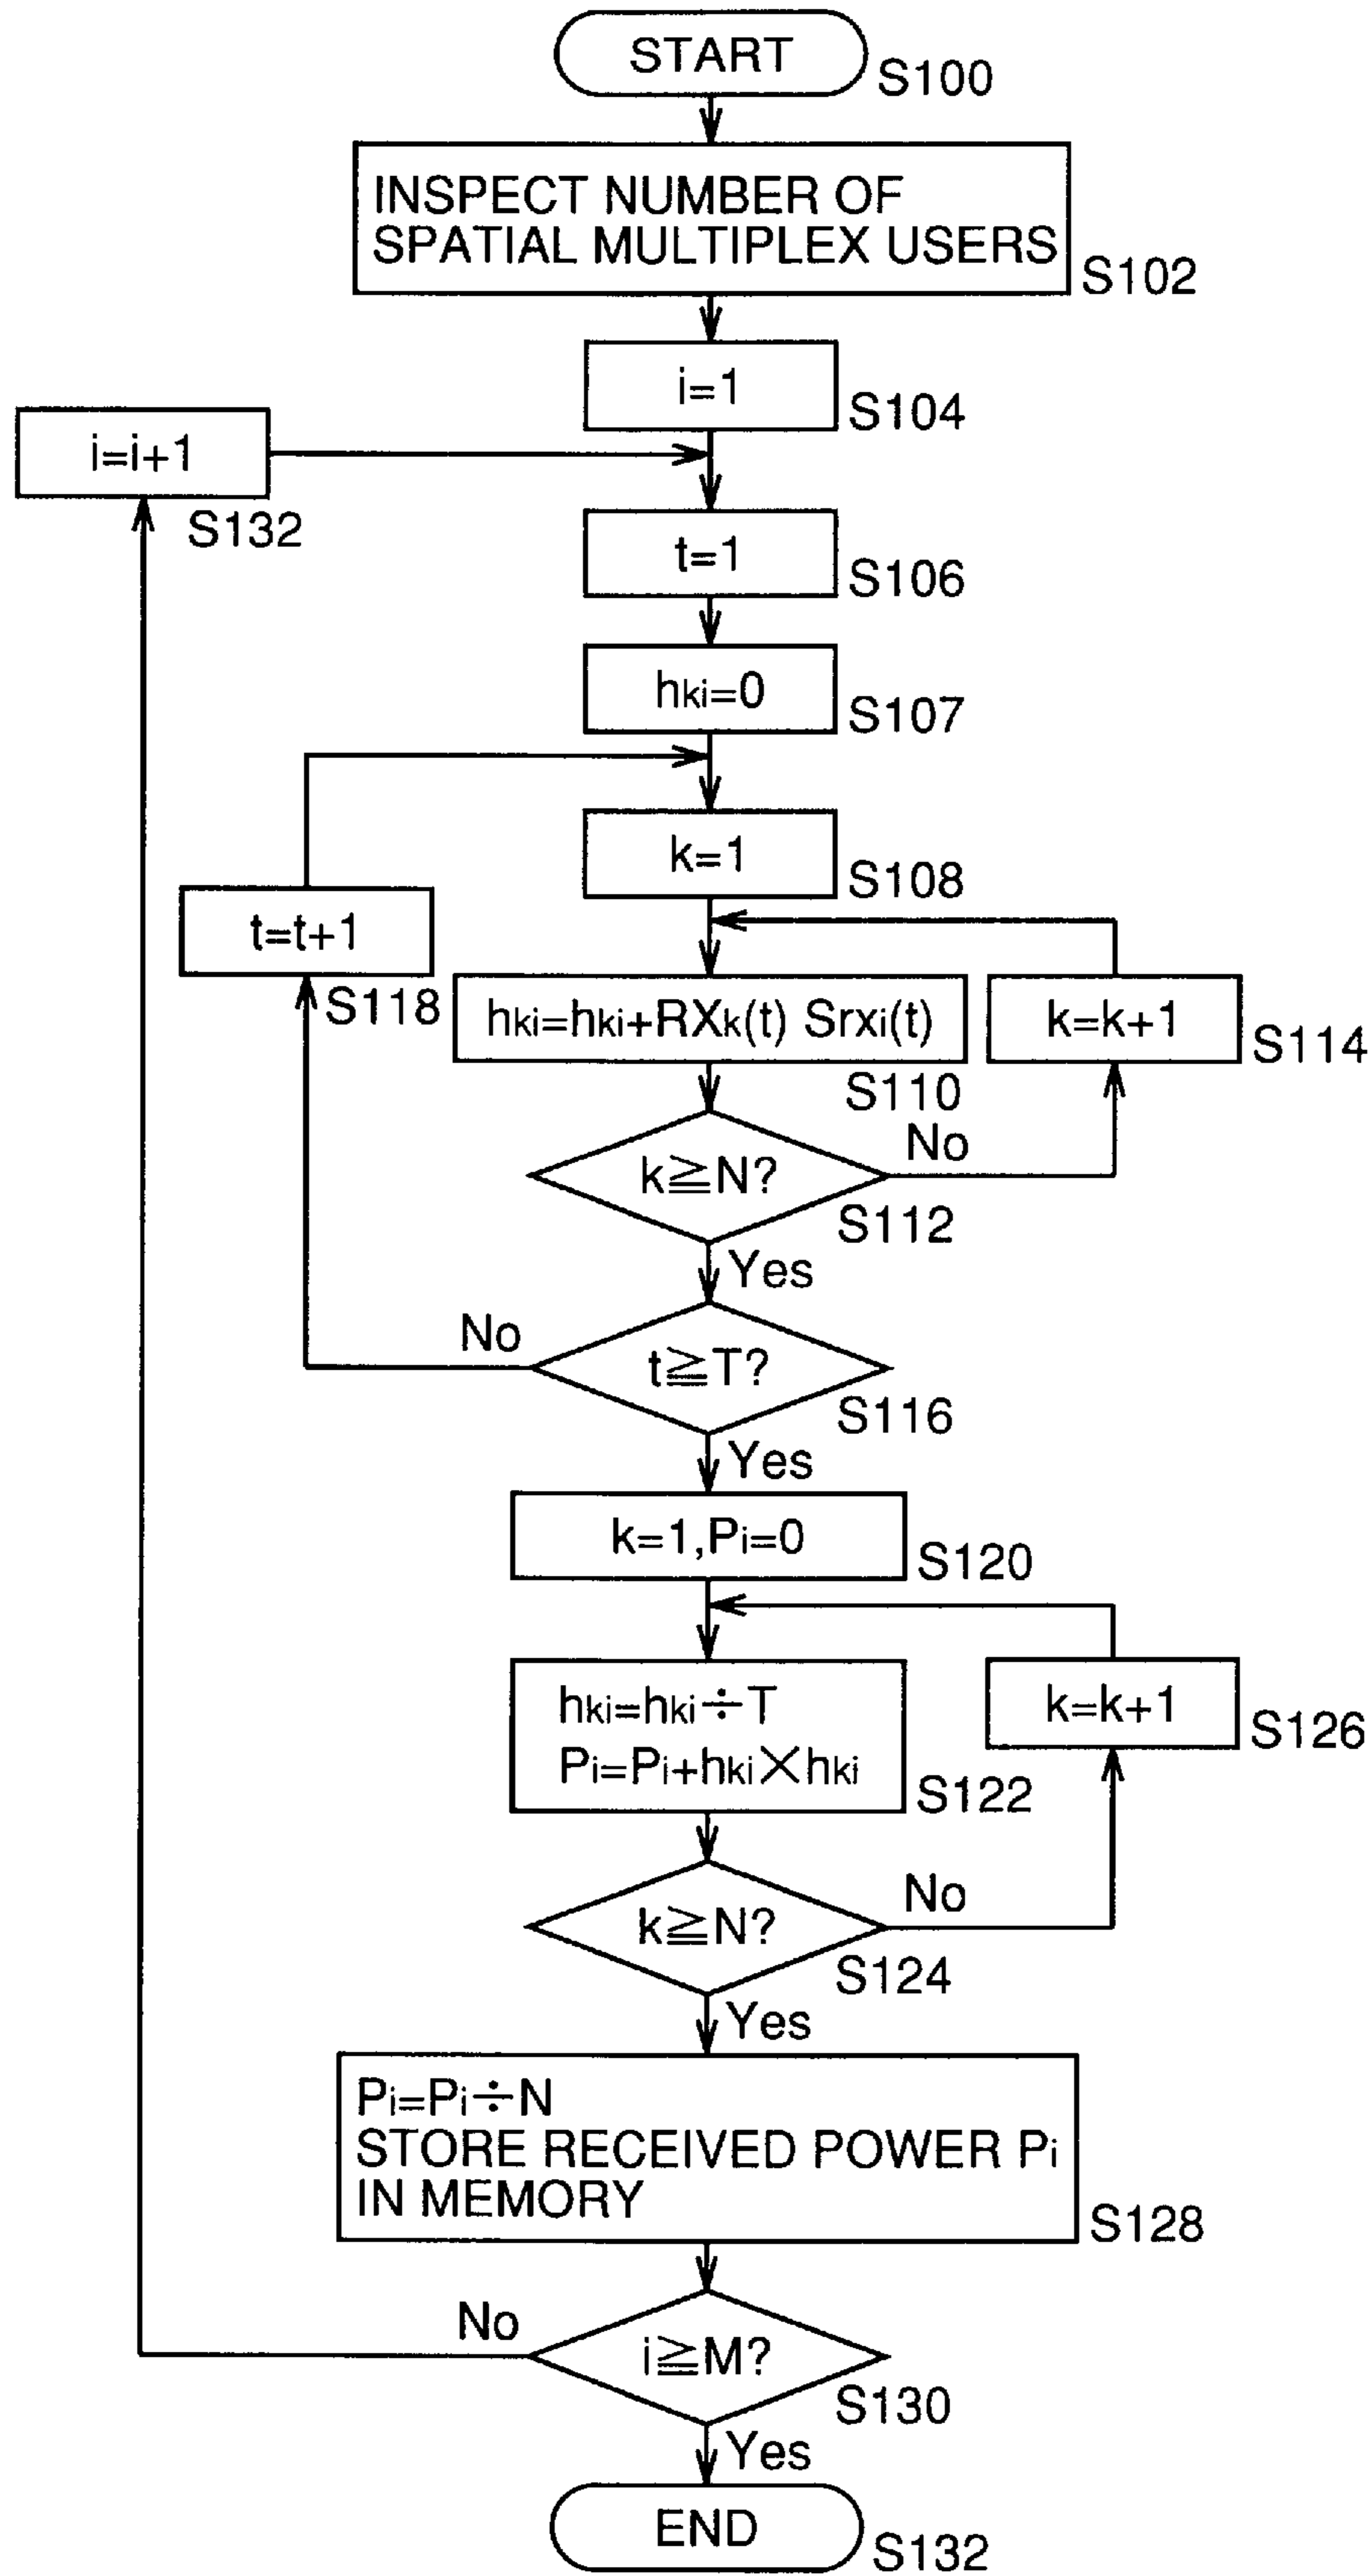 START
S100
INSPECT NUMBER OF
SPATIAL MULTIPLEX USERS
S102
i=1
S104
i=i+1
S132
t=1
S106
hki=0
S107
k=1
S108
t=t+1
S118
hki=hki+RXk(t) Srxi(t)
S110
k=k+1
S114
k≧N?
S112
No
Yes
t≧T?
S116
No
Yes
k=1,Pi=0
S120
hki=hki÷T
Pi=Pi+hki×hki
S122
k=k+1
S126
k≧N?
S124
No
Yes
Pi=Pi÷N
STORE RECEIVED POWER Pi
IN MEMORY
S128
i≧M?
S130
No
Yes
END
S132